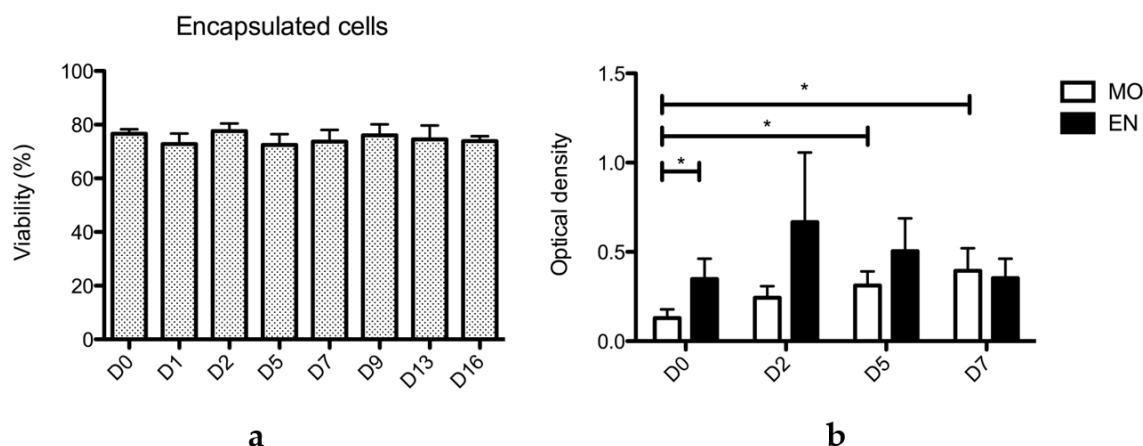 Encapsulated cells
Viability (%)
100
80
60
40
20
0
D0 D1 D2 D5 D7 D9 D13 D16
a
Optical density
1.5
1.0
0.5
0.0
*
*
*
MO
EN
D0 D2 D5 D7
b